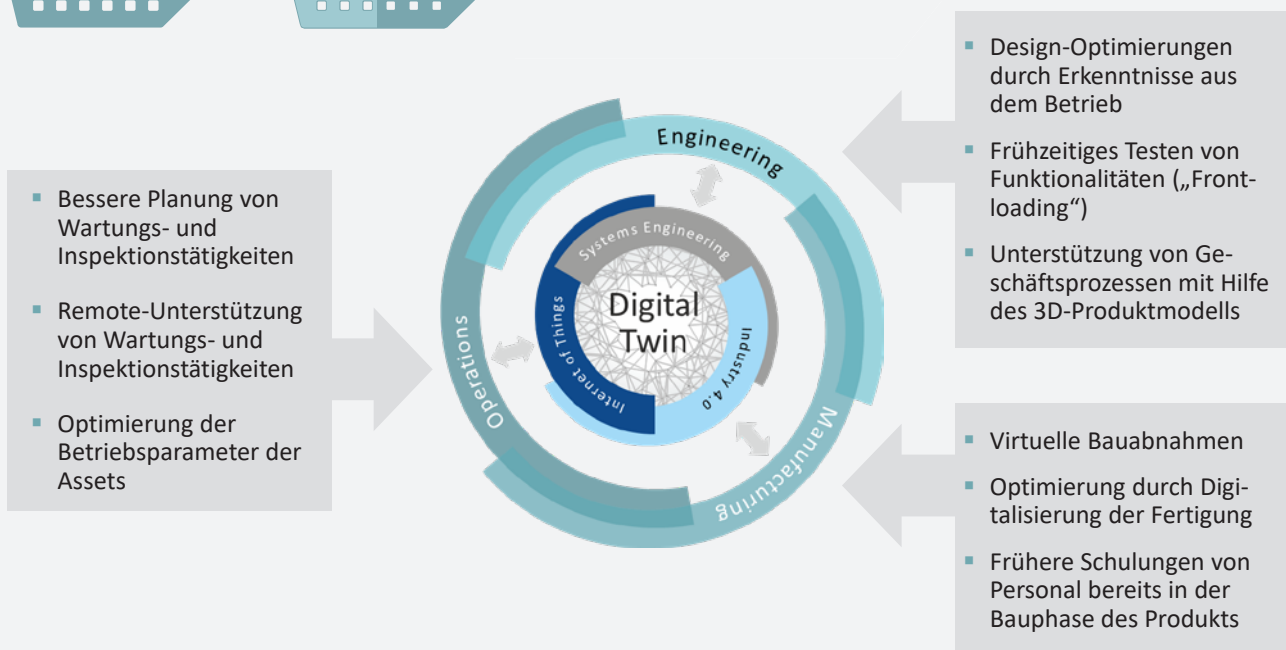 Bessere Planung von
Wartungs- und
Inspektionstätigkeiten
Remote-Unterstützung
von Wartungs- und
Inspektionstätigkeiten
Optimierung der
Betriebsparameter der
Assets
Engineering
Operations
Manufacturing
Systems Engineering
Internet of Things
Industry 4.0
Digital
Twin
Design-Optimierungen
durch Erkenntnisse aus
dem Betrieb
Frühzeitiges Testen von
Funktionalitäten („Front-
loading“)
Unterstützung von Ge-
schäftsprozessen mit Hilfe
des 3D-Produktmodells
Virtuelle Bauabnahmen
Optimierung durch Digi-
talisierung der Fertigung
Frühere Schulungen von
Personal bereits in der
Bauphase des Produkts